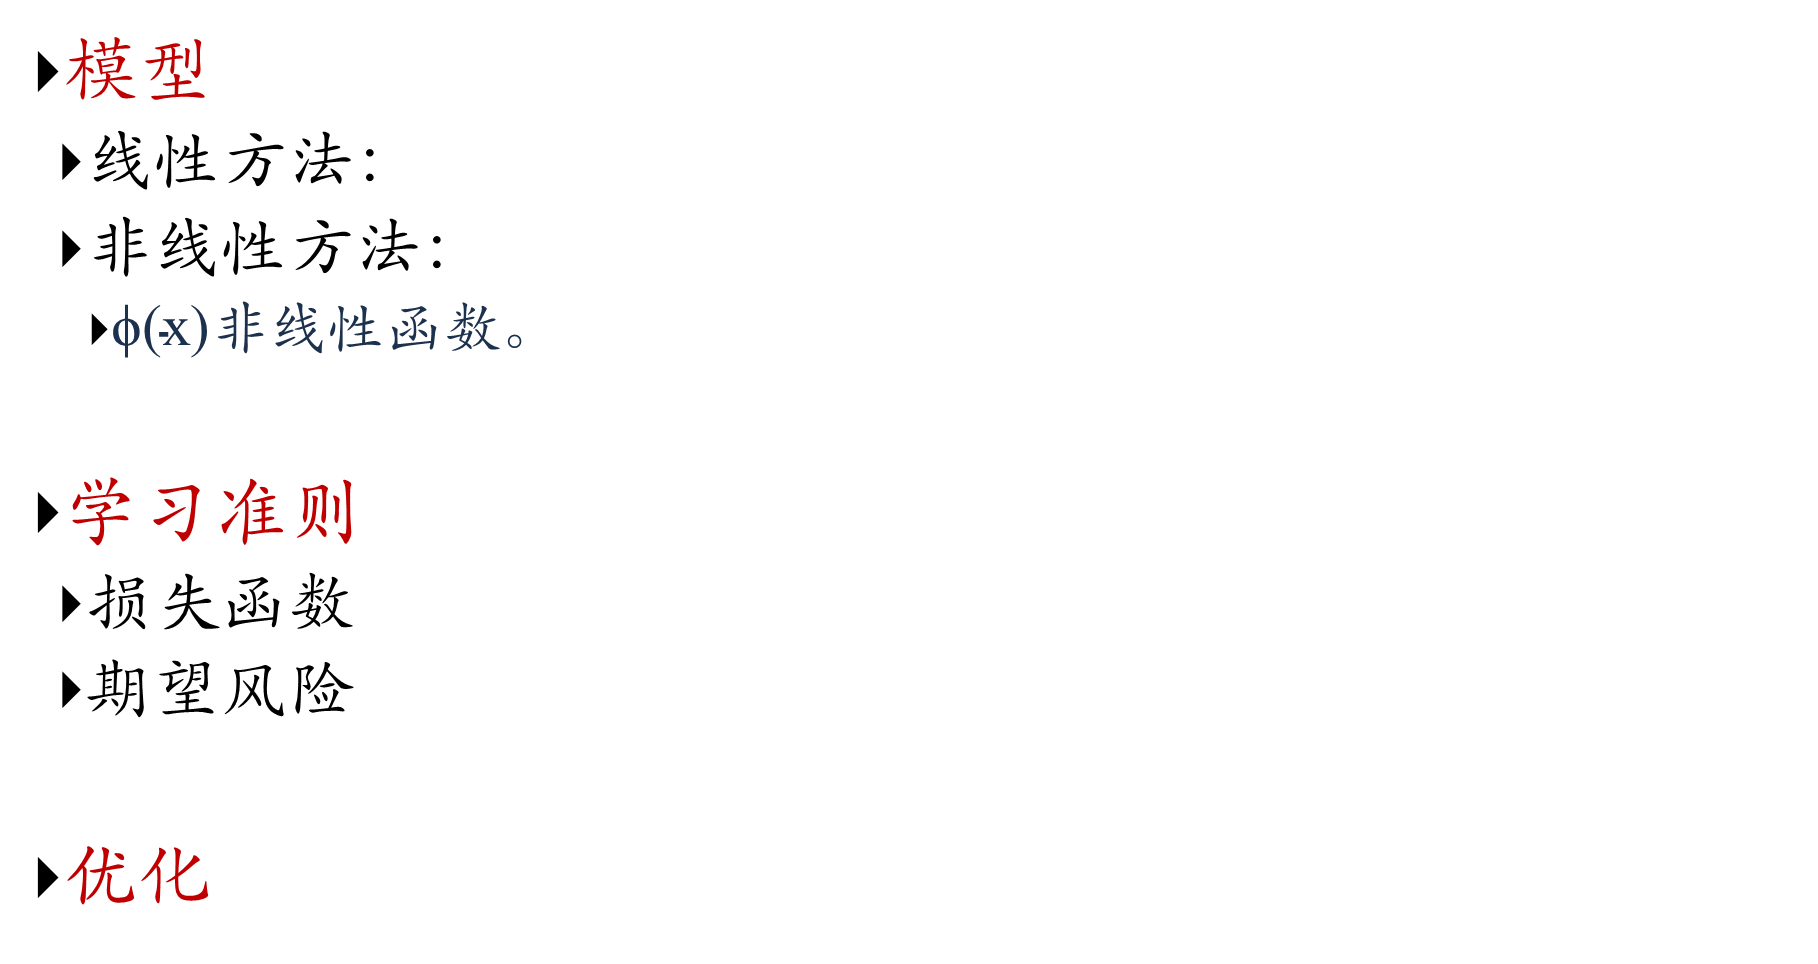 模型
线性方法：
非线性方法：
ϕ(-x)非线性函数。
学习准则
损失函数
期望风险
优化